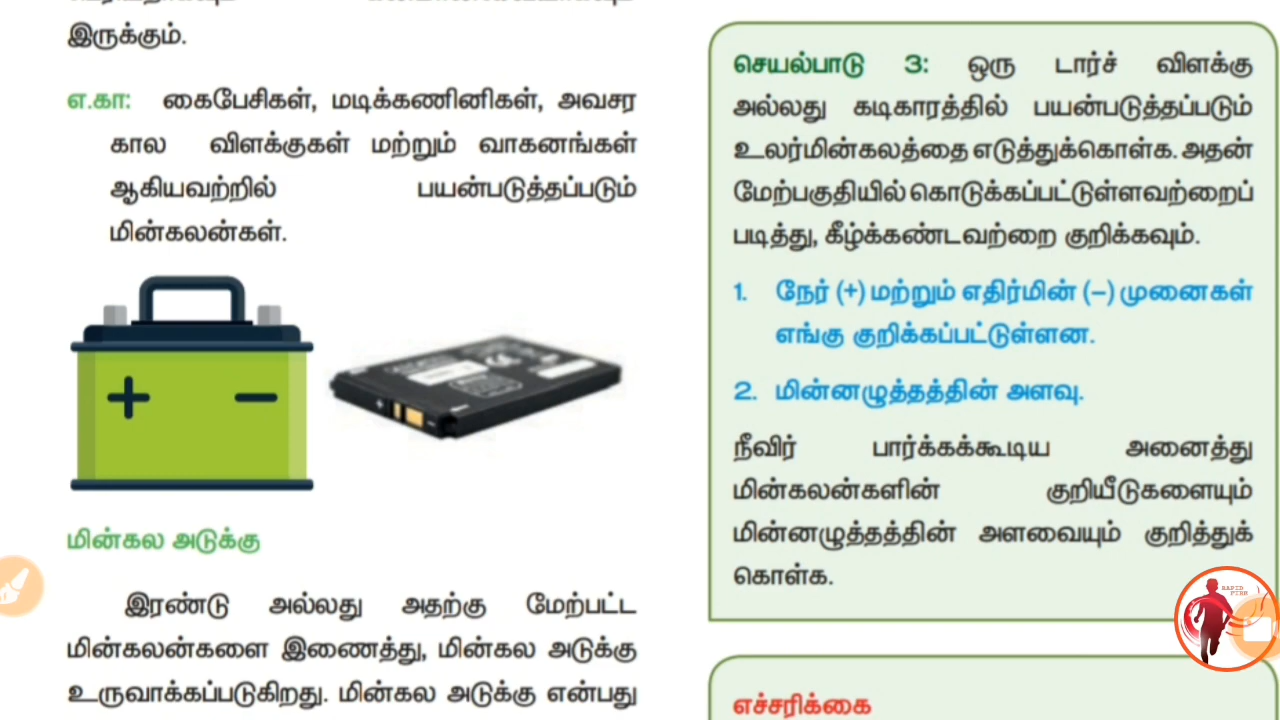 இருக்கும்.
எ.கா: கைபேசிகள், மடிக்கணினிகள், அவசர
கால விளக்குகள் மற்றும் வாகனங்கள்
ஆகியவற்றில் பயன்படுத்தப்படும்
மின்கலன்கள்.
+ −
மின்கல அடுக்கு
இரண்டு அல்லது அதற்கு மேற்பட்ட
மின்கலன்களை இணைத்து, மின்கல அடுக்கு
உருவாக்கப்படுகிறது. மின்கல அடுக்கு என்பது
செயல்பாடு 3: ஒரு டார்ச் விளக்கு
அல்லது கடிகாரத்தில் பயன்படுத்தப்படும்
உலர்மின்கலத்தை எடுத்துக்கொள்க. அதன்
மேற்பகுதியில் கொடுக்கப்பட்டுள்ளவற்றைப்
படித்து, கீழ்க்கண்டவற்றை குறிக்கவும்.
1. நேர் (+) மற்றும் எதிர்மின் (−) முனைகள்
எங்கு குறிக்கப்பட்டுள்ளன.
2. மின்னழுத்தத்தின் அளவு.
நீவிர் பார்க்கக்கூடிய அனைத்து
மின்கலன்களின் குறியீடுகளையும்
மின்னழுத்தத்தின் அளவையும் குறித்துக்
கொள்க.
எச்சரிக்கை
RAPID